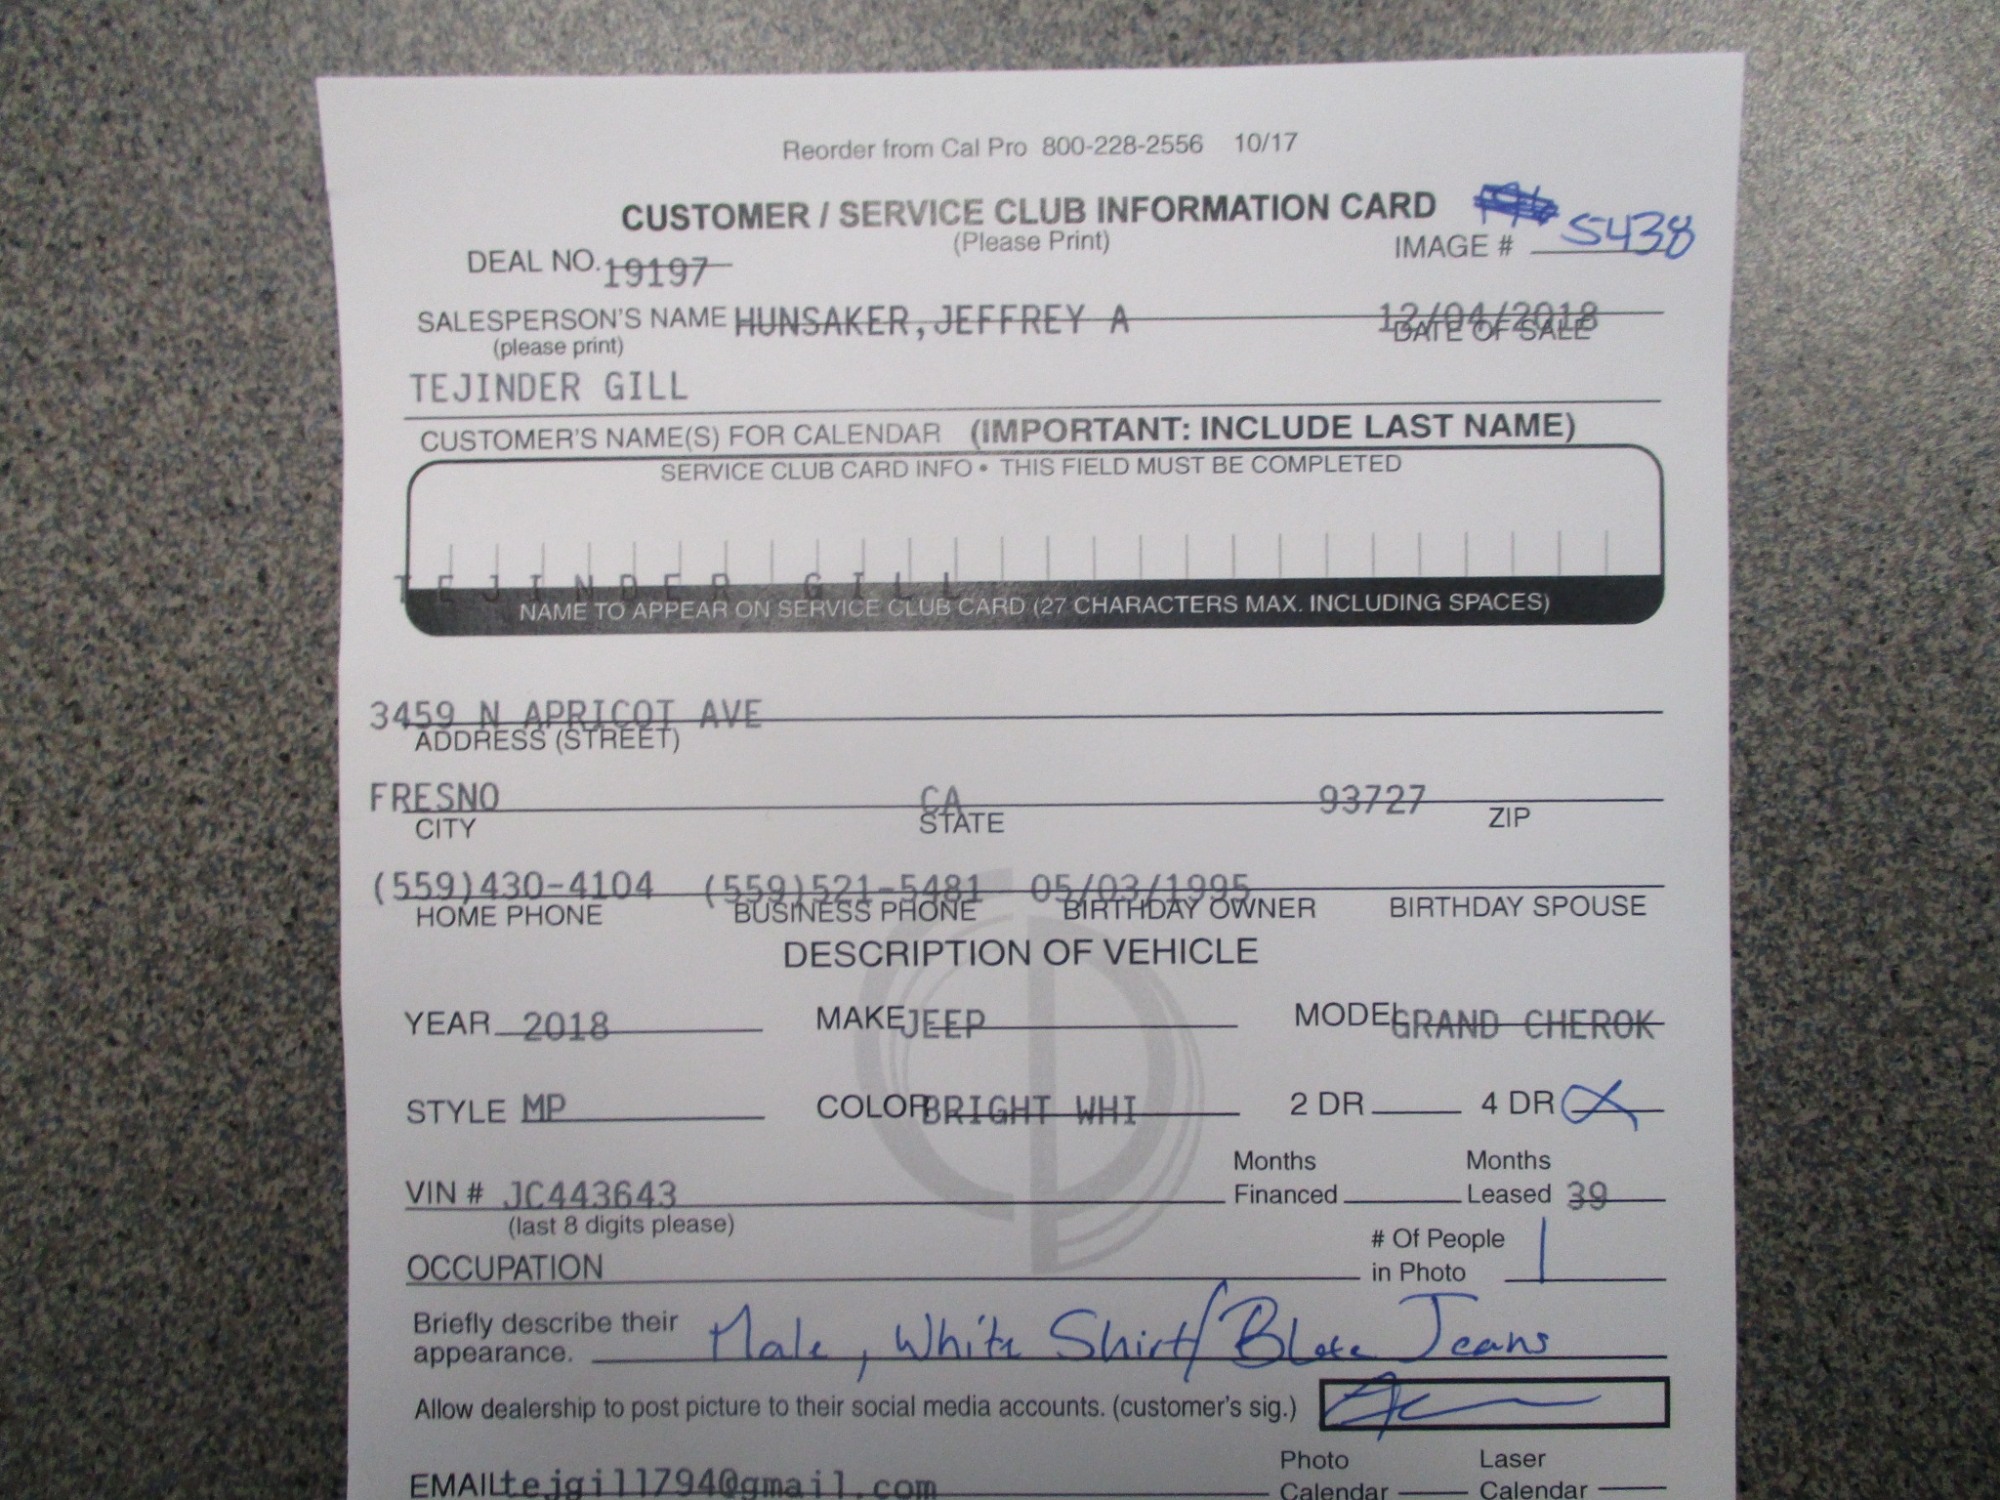 Reorder from Cal Pro 800-228-2556 10/17
CUSTOMER / SERVICE CLUB INFORMATION CARD
(Please Print)
DEAL NO. 19197
IMAGE # 5438
SALESPERSON'S NAME HUNSAKER, JEFFREY A 12/04/2018
(please print) DATE OF SALE
TEJINDER GILL
CUSTOMER'S NAME(S) FOR CALENDAR (IMPORTANT: INCLUDE LAST NAME)
SERVICE CLUB CARD INFO • THIS FIELD MUST BE COMPLETED
TEJINDER GILL
NAME TO APPEAR ON SERVICE CLUB CARD (27 CHARACTERS MAX. INCLUDING SPACES)
3459 N APRICOT AVE
ADDRESS (STREET)
FRESNO CA 93727
CITY STATE ZIP
(559)430-4104 (559)521-5481 05/03/1995
HOME PHONE BUSINESS PHONE BIRTHDAY OWNER BIRTHDAY SPOUSE
DESCRIPTION OF VEHICLE
YEAR 2018 MAKE JEEP MODEL GRAND CHEROK
STYLE MP COLOR BRIGHT WHI 2 DR 4 DR X
Months Months
VIN # JC443643 Financed Leased 39
(last 8 digits please)
# Of People
OCCUPATION in Photo 1
Briefly describe their
appearance. Male, White Shirt/ Jeans
Allow dealership to post picture to their social media accounts. (customer's sig.)
Photo Laser
EMAIL tejgill794@gmail.com Calendar Calendar